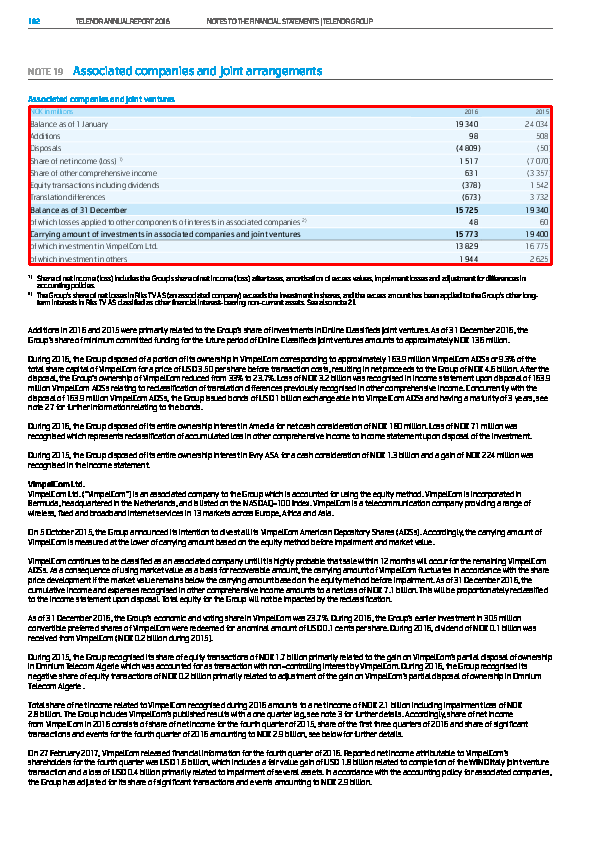 182 TELENOR ANNUAL REPORT 2016 NOTES TO THE FINANCIAL STATEMENTS | TELENOR GROUP
NOTE 19 Associated companies and joint arrangements
Associated companies and joint ventures
NOK in millions 2016 2015
Balance as of 1 January 19 340 24 034
Additions 98 508
Disposals (4 809) (50
Share of net income (loss) 1) 1 517 (7 070
Share of other comprehensive income 631 (3 357
Equity transactions including dividends (378) 1 542
Translation differences (673) 3 732
Balance as of 31 December 15 725 19 340
of which losses applied to other components of interests in associated companies 2) 48 60
Carrying amount of investments in associated companies and joint ventures 15 773 19 400
of which investment in VimpelCom Ltd. 13 829 16 775
of which investment in others 1 944 2 625
1) Share of net income (loss) includes the Group's share of net income (loss) after taxes, amortisation of excess values, impairment losses and adjustment for differences in
accounting policies.
2) The Group's share of net losses in Riks TV AS (an associated company) exceeds the investment in shares, and the excess amount has been applied to the Group's other long-
term interests in Riks TV AS classified as other financial interest-bearing non-current assets. See also note 21.
Additions in 2016 and 2015 were primarily related to the Group's share of investments in Online Classifieds joint ventures. As of 31 December 2016, the
Group's share of minimum committed funding for the future period of Online Classifieds joint ventures amounts to approximately NOK 136 million.
During 2016, the Group disposed of a portion of its ownership in VimpelCom corresponding to approximately 163.9 million VimpelCom ADSs or 9.3% of the
total share capital of VimpelCom for a price of USD 3.50 per share before transaction costs, resulting in net proceeds to the Group of NOK 4.6 billion. After the
disposal, the Group's ownership of VimpelCom reduced from 33% to 23.7%. Loss of NOK 3.2 billion was recognised in income statement upon disposal of 163.9
million VimpelCom ADSs relating to reclassification of translation differences previously recognised in other comprehensive income. Concurrently with the
disposal of 163.9 million VimpelCom ADSs, the Group issued bonds of USD 1 billion exchangeable into VimpelCom ADSs and having a maturity of 3 years, see
note 27 for further information relating to the bonds.
During 2016, the Group disposed of its entire ownership interest in Amedia for net cash consideration of NOK 180 million. Loss of NOK 71 million was
recognised which represents reclassification of accumulated loss in other comprehensive income to income statement upon disposal of the investment.
During 2015, the Group disposed of its entire ownership interest in Evry ASA for a cash consideration of NOK 1.3 billion and a gain of NOK 224 million was
recognised in the income statement.
VimpelCom Ltd.
VimpelCom Ltd. ("VimpelCom") is an associated company to the Group which is accounted for using the equity method. VimpelCom is incorporated in
Bermuda, headquartered in the Netherlands, and is listed on the NASDAQ-100 Index. VimpelCom is a telecommunication company providing a range of
wireless, fixed and broadband internet services in 13 markets across Europe, Africa and Asia.
On 5 October 2015, the Group announced its intention to divest all its VimpelCom American Depository Shares (ADSs). Accordingly, the carrying amount of
VimpelCom is measured at the lower of carrying amount based on the equity method before impairment and market value.
VimpelCom continues to be classified as an associated company until it is highly probable that sale within 12 months will occur for the remaining VimpelCom
ADSs. As a consequence of using market value as a basis for recoverable amount, the carrying amount of VimpelCom fluctuates in accordance with the share
price development if the market value remains below the carrying amount based on the equity method before impairment. As of 31 December 2016, the
cumulative income and expenses recognised in other comprehensive income amounts to a net loss of NOK 7.1 billion. This will be proportionately reclassified
to the income statement upon disposal. Total equity for the Group will not be impacted by the reclassification.
As of 31 December 2016, the Group's economic and voting share in VimpelCom was 23.7%. During 2016, the Group's earlier investment in 305 million
convertible preferred shares of VimpelCom were redeemed for an nominal amount of USD 0.1 cents per share. During 2016, dividend of NOK 0.1 billion was
received from VimpelCom (NOK 0.2 billion during 2015).
During 2015, the Group recognised its share of equity transactions of NOK 1.7 billion primarily related to the gain on VimpelCom's partial disposal of ownership
in Omnium Telecom Algerie which was accounted for as transaction with non-controlling interest by VimpelCom. During 2016, the Group recognised its
negative share of equity transactions of NOK 0.2 billion primarily related to adjustment of the gain on VimpelCom's partial disposal of ownership in Omnium
Telecom Algerie .
Total share of net income related to VimpelCom recognised during 2016 amounts to a net income of NOK 2.1 billion including impairment loss of NOK
2.8 billion. The Group includes VimpelCom's published results with a one quarter lag, see note 3 for further details. Accordingly, share of net income
from VimpelCom in 2016 consists of share of net income for the fourth quarter of 2015, share of the first three quarters of 2016 and share of significant
transactions and events for the fourth quarter of 2016 amounting to NOK 2.9 billion, see below for further details.
On 27 February 2017, VimpelCom released financial information for the fourth quarter of 2016. Reported net income attributable to VimpelCom's
shareholders for the fourth quarter was USD 1.6 billion, which includes a fair value gain of USD 1.8 billion related to completion of the WIND Italy joint venture
transaction and a loss of USD 0.4 billion primarily related to impairment of several assets. In accordance with the accounting policy for associated companies,
the Group has adjusted for its share of significant transactions and events amounting to NOK 2.9 billion.